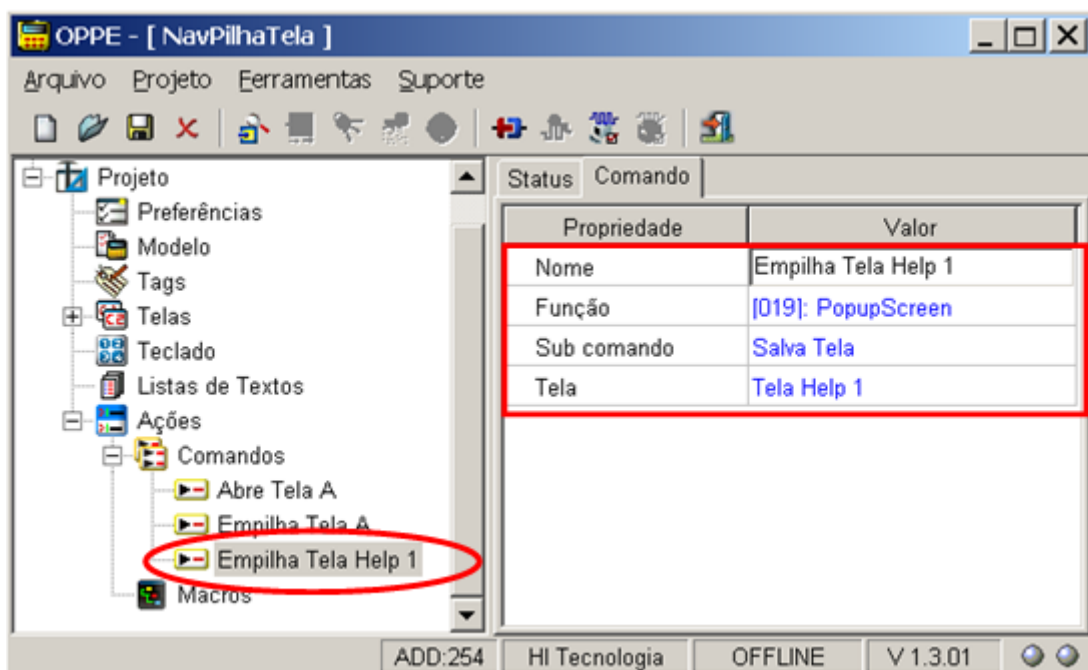 OPPE - [ NavPilhaTela ]
Arquivo Projeto Ferramentas Suporte
Projeto
Preferências
Modelo
Tags
Telas
Teclado
Listas de Textos
Ações
Comandos
Abre Tela A
Empilha Tela A
Empilha Tela Help 1
Macros
Status Comando
Propriedade Valor
Nome Empilha Tela Help 1
Função [019]: PopupScreen
Sub comando Salva Tela
Tela Tela Help 1
ADD:254 HI Tecnologia OFFLINE V 1.3.01